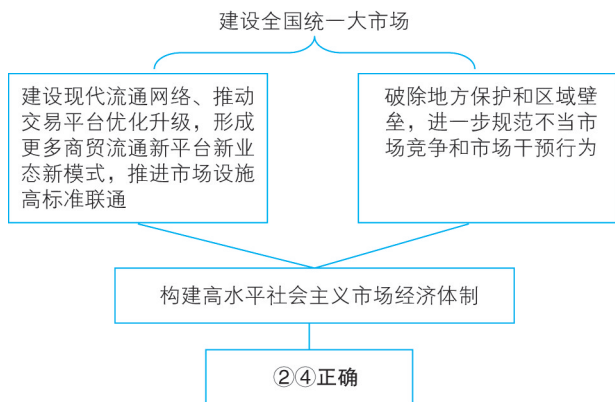 建设全国统一大市场
建设现代流通网络、推动
交易平台优化升级，形成
更多商贸流通新平台新业
态新模式，推进市场设施
高标准联通
破除地方保护和区域壁
垒，进一步规范不当市
场竞争和市场干预行为
构建高水平社会主义市场经济体制
②④正确